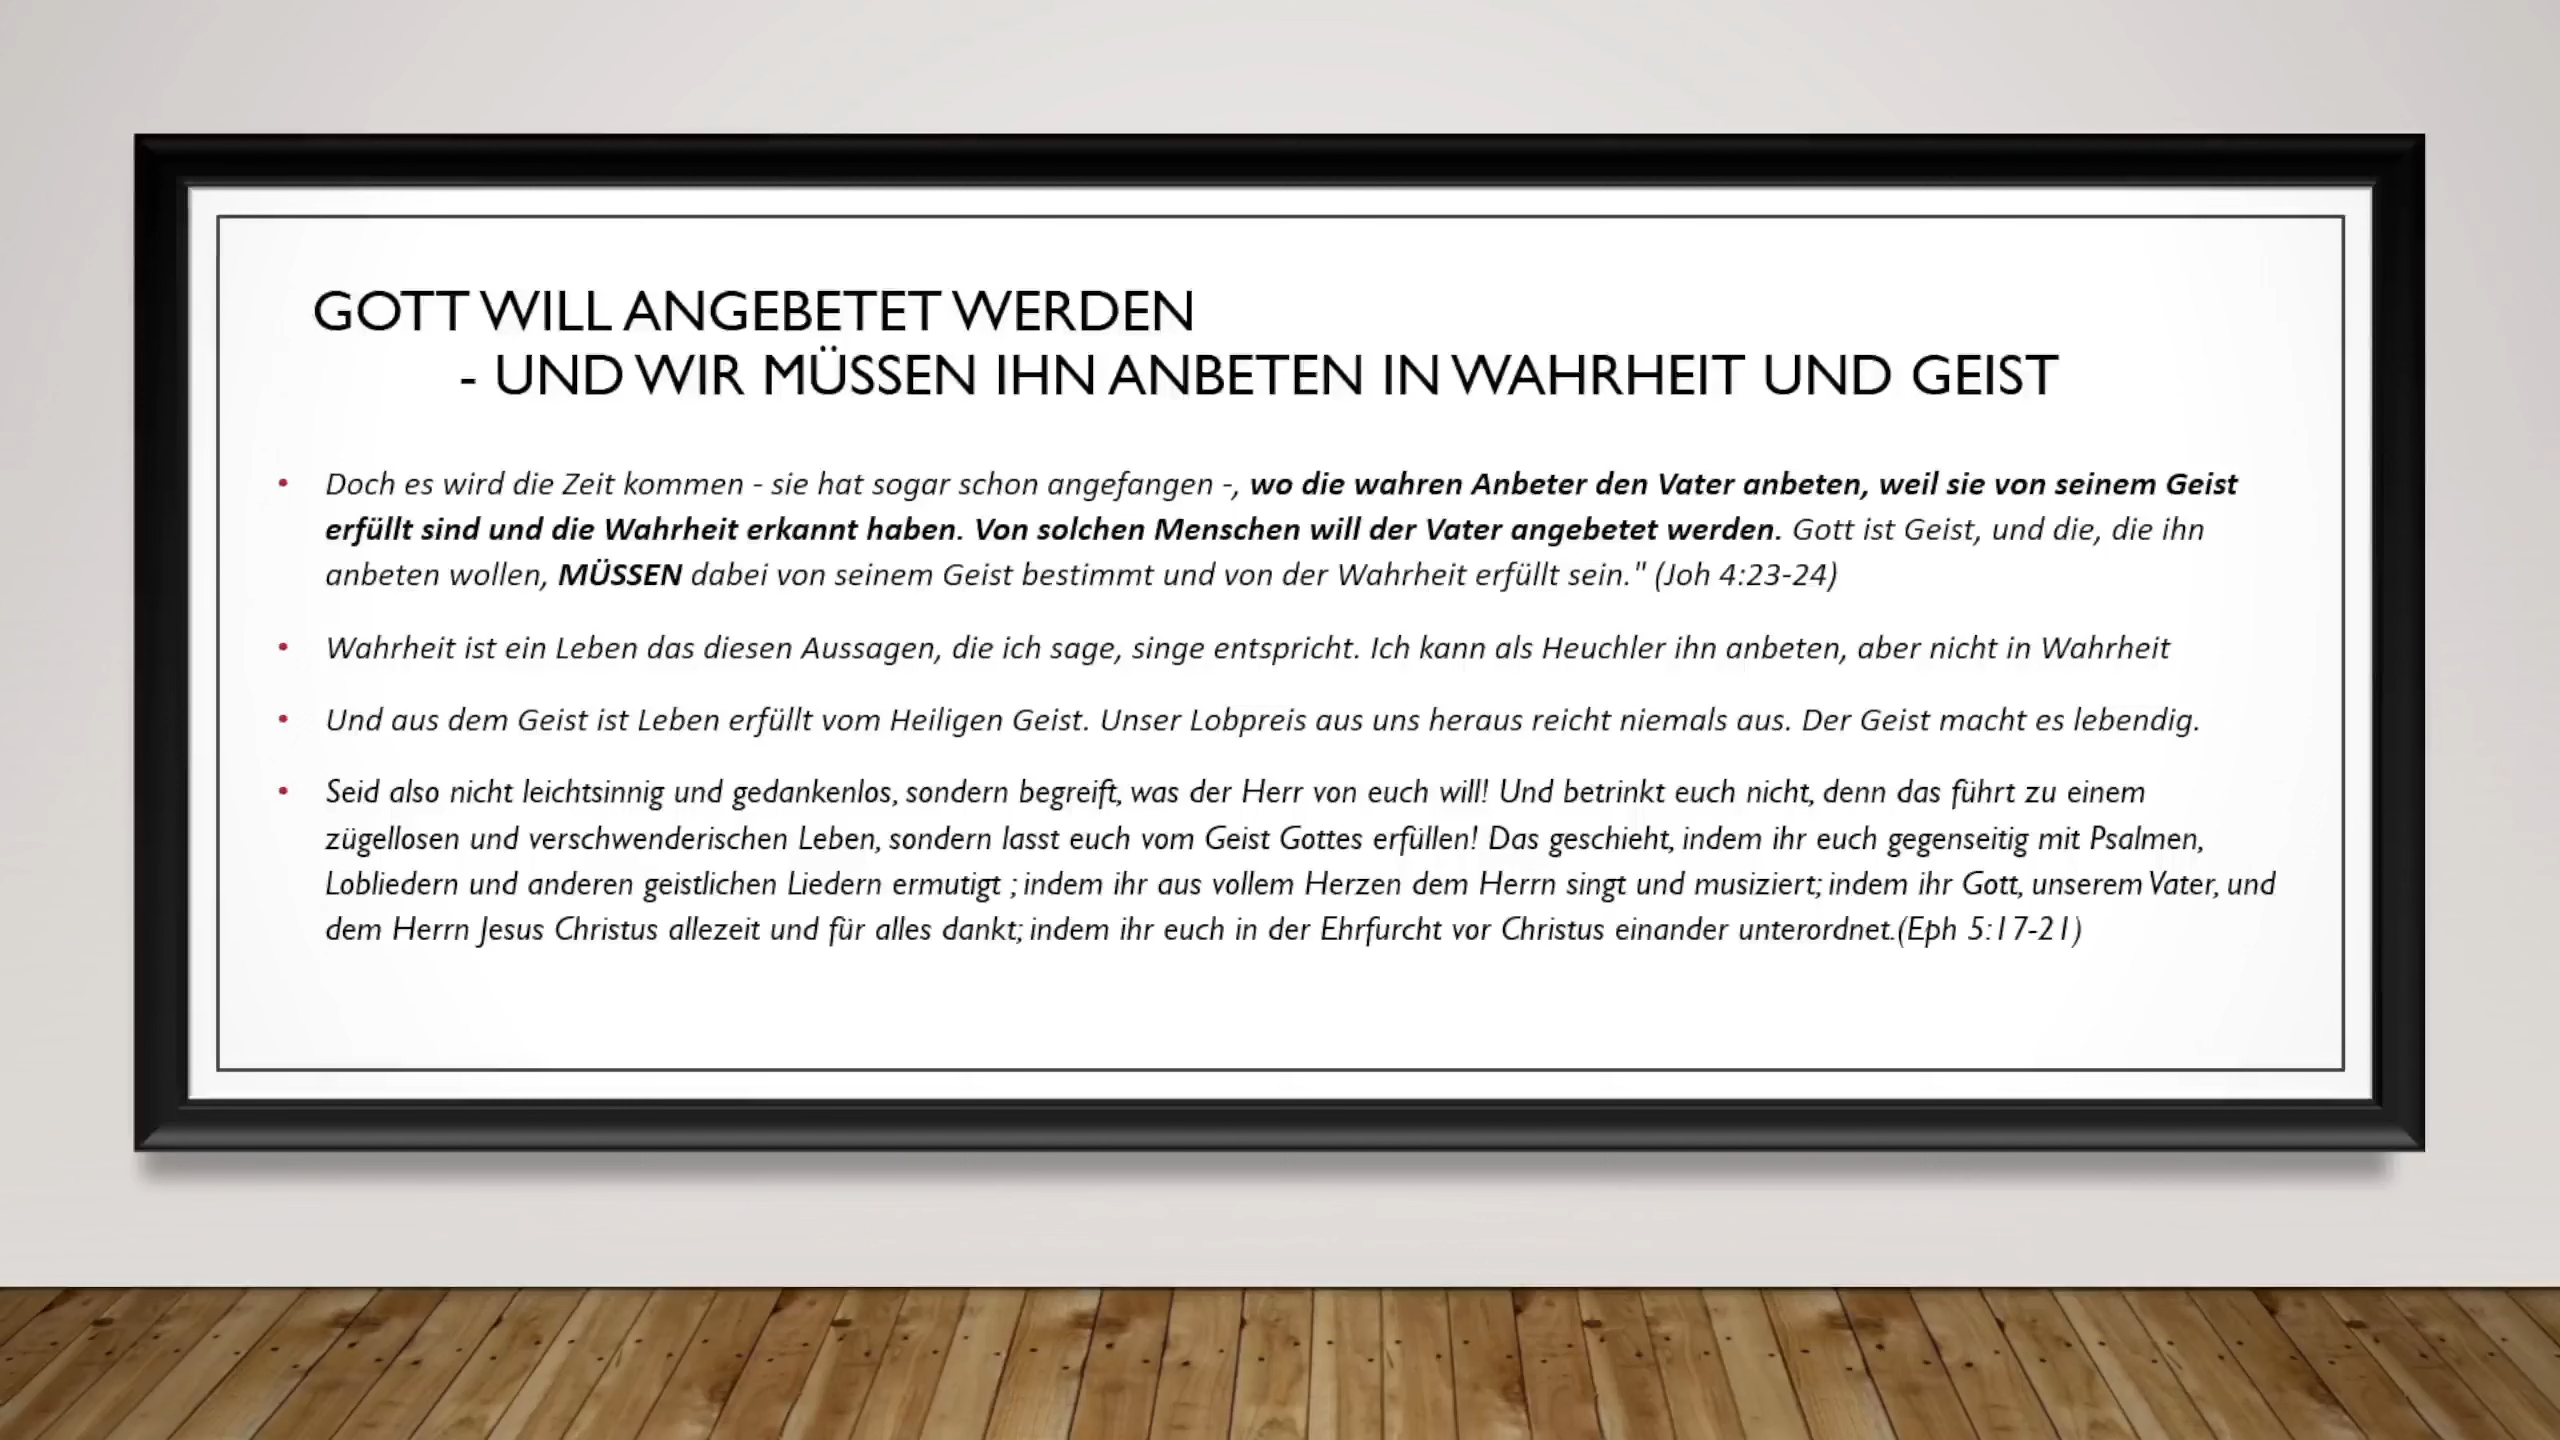 GOTT WILL ANGEBETET WERDEN
- UND WIR MÜSSEN IHN ANBETEN IN WAHRHEIT UND GEIST
• Doch es wird die Zeit kommen - sie hat sogar schon angefangen -, wo die wahren Anbeter den Vater anbeten, weil sie von seinem Geist
erfüllt sind und die Wahrheit erkannt haben. Von solchen Menschen will der Vater angebetet werden. Gott ist Geist, und die, die ihn
anbeten wollen, MÜSSEN dabei von seinem Geist bestimmt und von der Wahrheit erfüllt sein." (Joh 4:23-24)
• Wahrheit ist ein Leben das diesen Aussagen, die ich sage, singe entspricht. Ich kann als Heuchler ihn anbeten, aber nicht in Wahrheit
• Und aus dem Geist ist Leben erfüllt vom Heiligen Geist. Unser Lobpreis aus uns heraus reicht niemals aus. Der Geist macht es lebendig.
• Seid also nicht leichtsinnig und gedankenlos, sondern begreift, was der Herr von euch will! Und betrinkt euch nicht, denn das führt zu einem
zügellosen und verschwenderischen Leben, sondern lasst euch vom Geist Gottes erfüllen! Das geschieht, indem ihr euch gegenseitig mit Psalmen,
Lobliedern und anderen geistlichen Liedern ermutigt ; indem ihr aus vollem Herzen dem Herrn singt und musiziert; indem ihr Gott, unserem Vater, und
dem Herrn Jesus Christus allezeit und für alles dankt; indem ihr euch in der Ehrfurcht vor Christus einander unterordnet.(Eph 5:17-21)